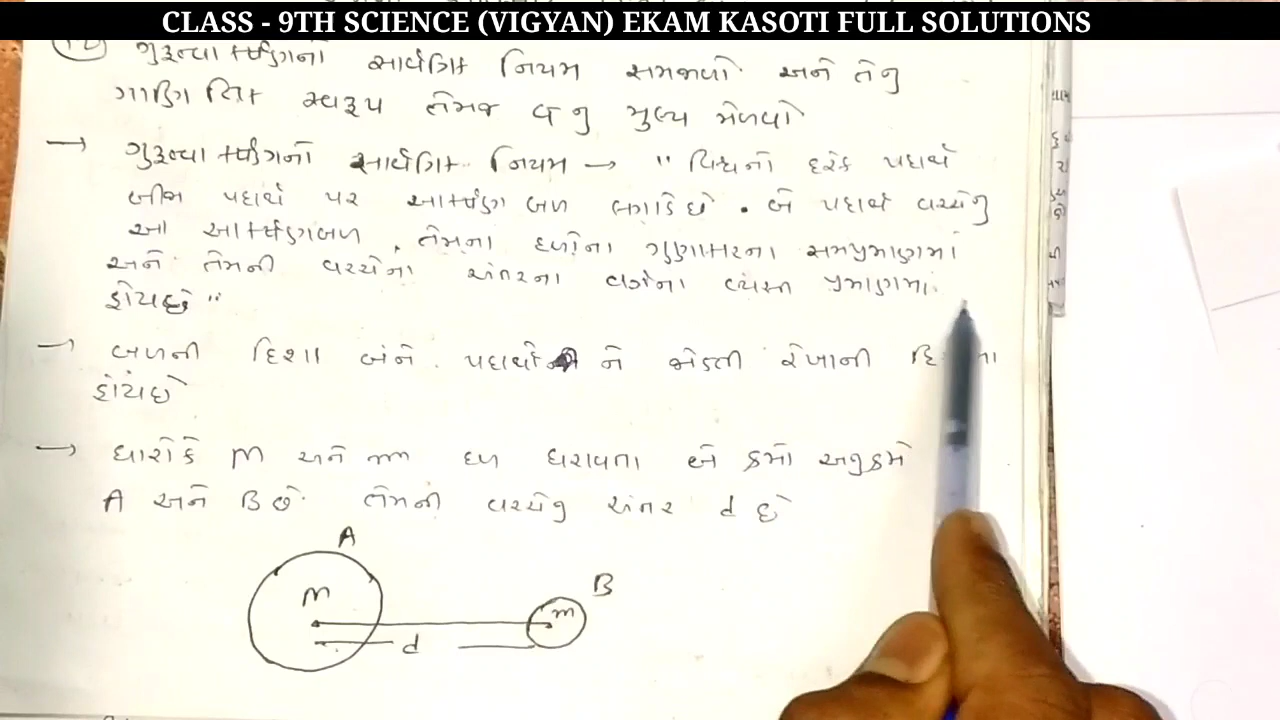 CLASS - 9TH SCIENCE (VIGYAN) EKAM KASOTI FULL SOLUTIONS
ગુરુત્વાકર્ષણનો સાર્વત્રિક નિયમ સમજાવો અને તેનુ
ગાણિતિક સ્વરૂપ તેમજ G નુ મુલ્ય મેળવો
→ ગુરુત્વાકર્ષણનો સાર્વત્રિક નિયમ → " વિશ્વનો દરેક પદાર્થ
બીજા પદાર્થ પર આકર્ષણ બળ લગાડે છે . બે પદાર્થ વચ્ચેનુ
આ આકર્ષણબળ , તેમના દળોના ગુણાકારના સમપ્રમાણમાં
અને તેમની વચ્ચેના અંતરના વર્ગના વ્યસ્ત પ્રમાણમાં
હોય છે "
→ બળની દિશા બંને પદાર્થો ને જોડતી રેખાની
હોય છે
→ ધારો કે M અને m દળ ધરાવતા બે અનુક્રમે
A અને B છે. તેમની વચ્ચેનુ અંતર d છે
A
B
M
m
d